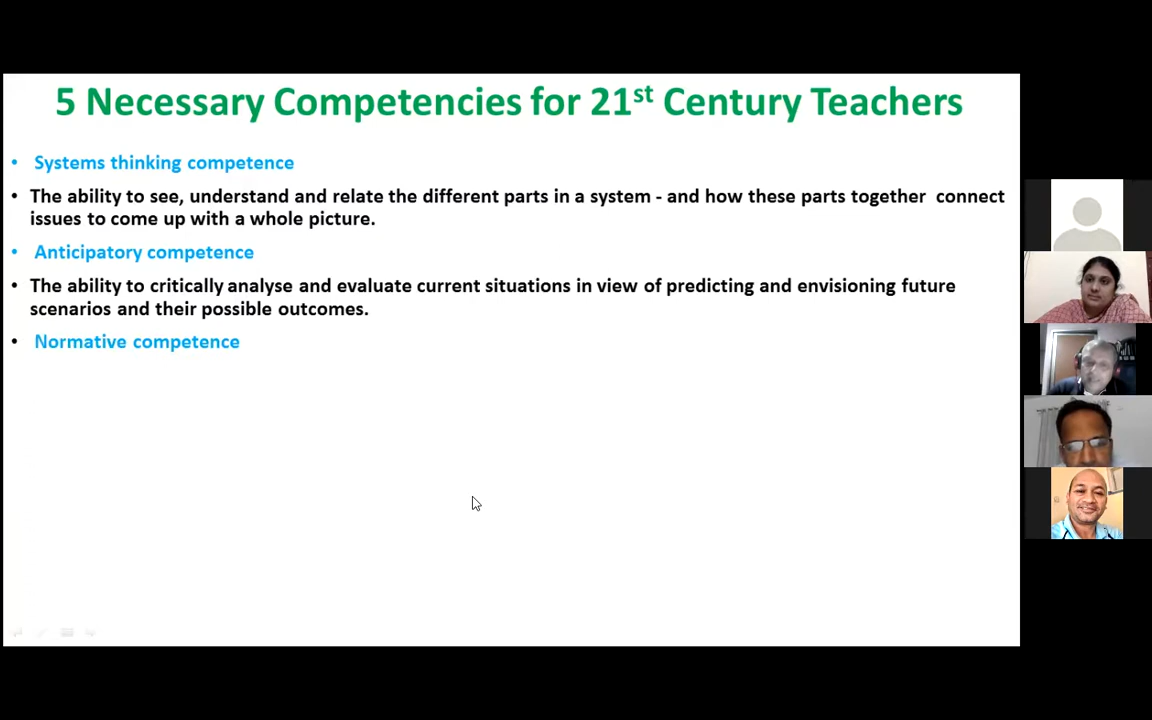 5 Necessary Competencies for 21st Century Teachers
• Systems thinking competence
• The ability to see, understand and relate the different parts in a system - and how these parts together connect
issues to come up with a whole picture.
• Anticipatory competence
• The ability to critically analyse and evaluate current situations in view of predicting and envisioning future
scenarios and their possible outcomes.
• Normative competence